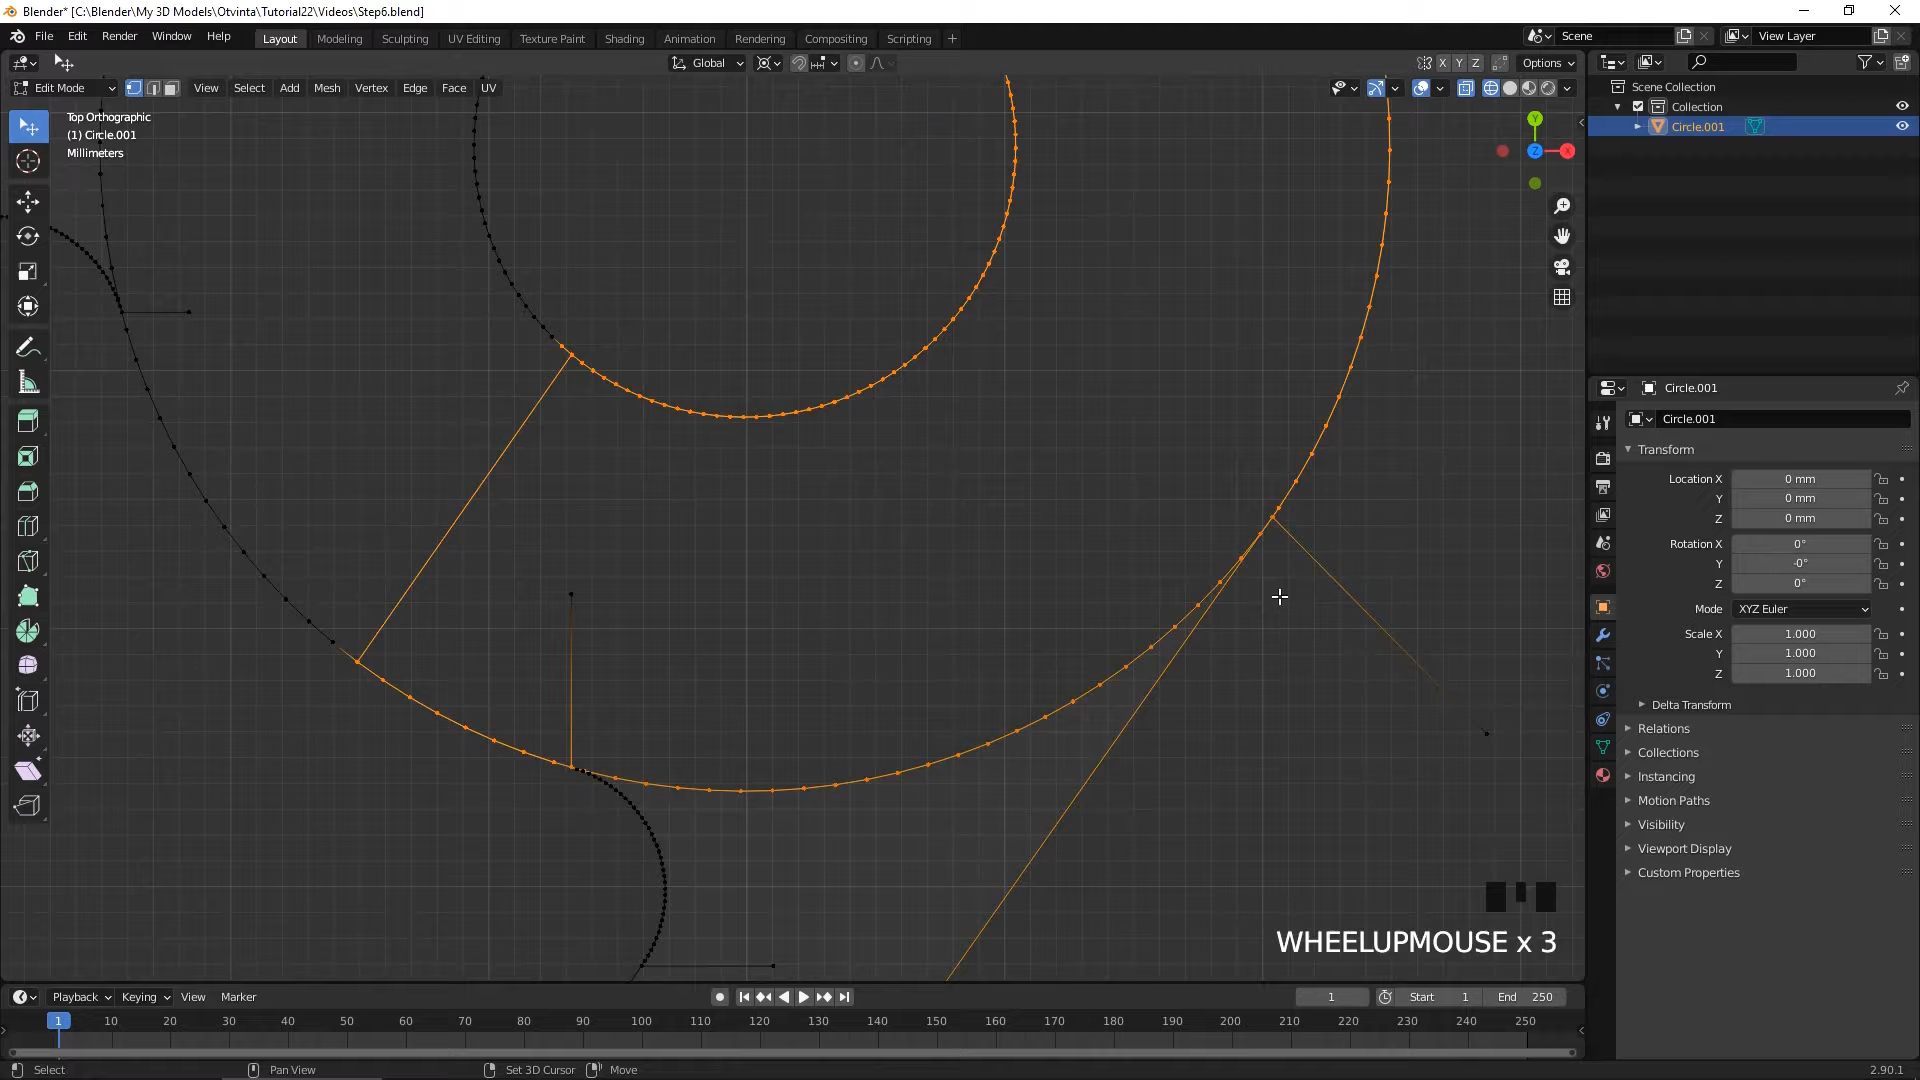 Blender* [C:\Blender\My 3D Models\Otvinta\Tutorial22\Videos\Step6.blend]
File Edit Render Window Help
Layout Modeling Sculpting UV Editing Texture Paint Shading Animation Rendering Compositing Scripting
Scene
View Layer
Global
X Y Z
Options
Edit Mode
View Select Add Mesh Vertex Edge Face UV
Top Orthographic
(1) Circle.001
Millimeters
Y
Z
X
Scene Collection
Collection
Circle.001
Circle.001
Circle.001
Transform
Location X 0 mm
Y 0 mm
Z 0 mm
Rotation X 0°
Y -0°
Z 0°
Mode XYZ Euler
Scale X 1.000
Y 1.000
Z 1.000
Delta Transform
Relations
Collections
Instancing
Motion Paths
Visibility
Viewport Display
Custom Properties
WHEELUPMOUSE x 3
Playback Keying View Marker
1
Start 1
End 250
1 10 20 30 40 50 60 70 80 90 100 110 120 130 140 150 160 170 180 190 200 210 220 230 240 250
Select
Pan View
Set 3D Cursor
Move
2.90.1